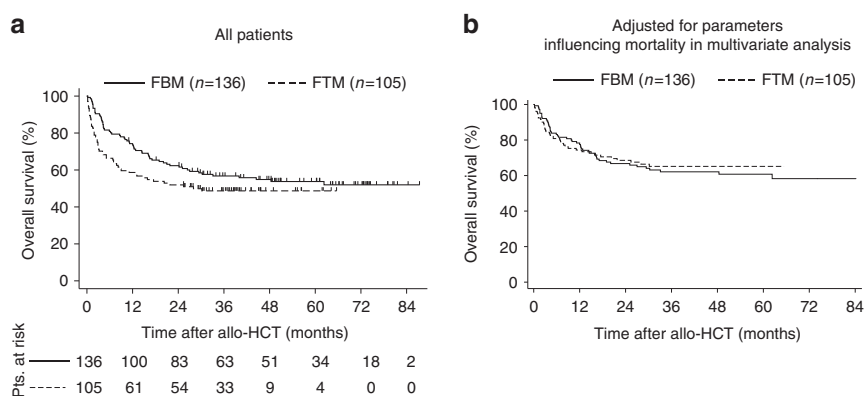 a
All patients
FBM (n=136) FTM (n=105)
Overall survival (%)
100
80
60
40
20
0
0 12 24 36 48 60 72 84
Time after allo-HCT (months)
Pts. at risk
136 100 83 63 51 34 18 2
105 61 54 33 9 4 0 0
b
Adjusted for parameters
influencing mortality in multivariate analysis
FBM (n=136) FTM (n=105)
Overall survival (%)
100
80
60
40
20
0
0 12 24 36 48 60 72 84
Time after allo-HCT (months)